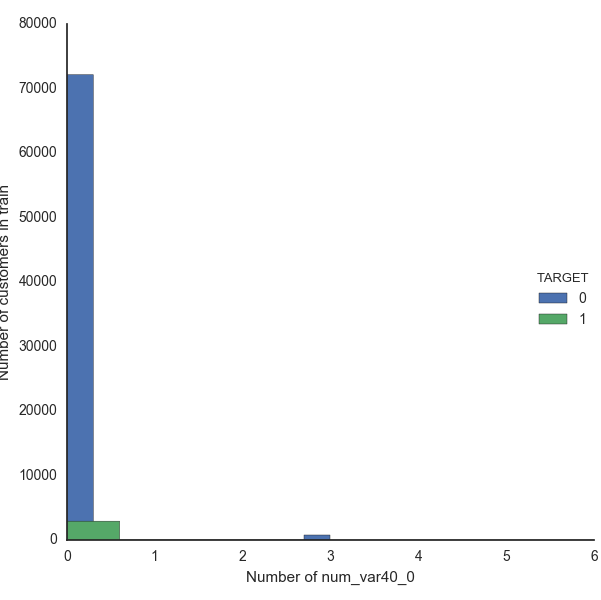 80000
70000
60000
50000
40000
30000
20000
10000
0
Number of customers in train
0 1 2 3 4 5 6
Number of num_var40_0
TARGET
0
1